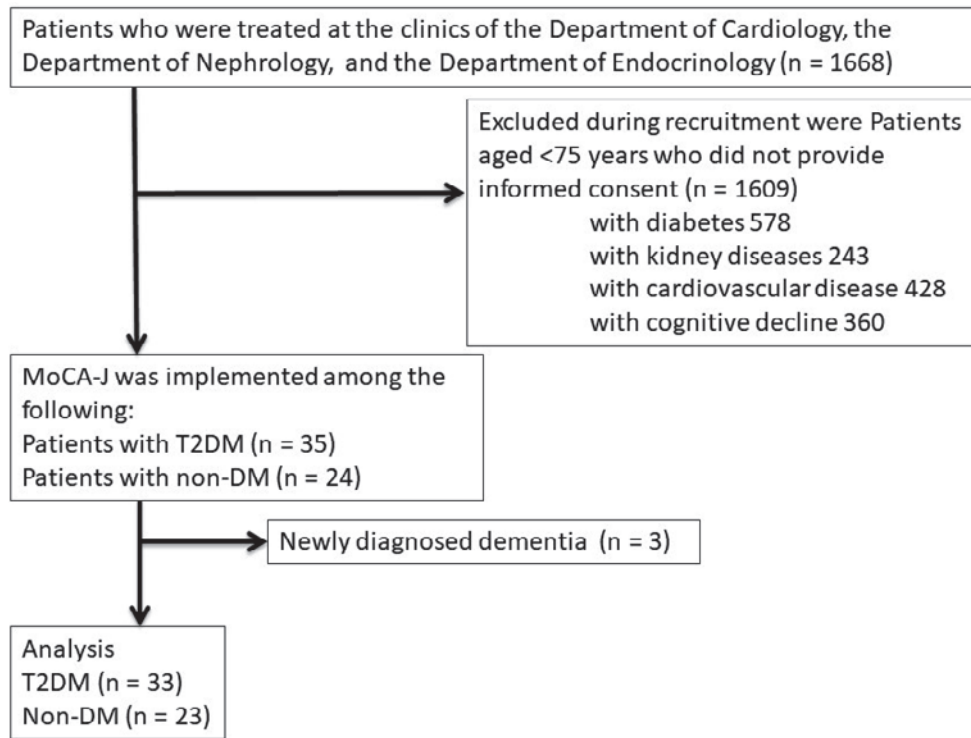 Patients who were treated at the clinics of the Department of Cardiology, the
Department of Nephrology, and the Department of Endocrinology (n = 1668)
Excluded during recruitment were Patients
aged <75 years who did not provide
informed consent (n = 1609)
with diabetes 578
with kidney diseases 243
with cardiovascular disease 428
with cognitive decline 360
MoCA-J was implemented among the
following:
Patients with T2DM (n = 35)
Patients with non-DM (n = 24)
Newly diagnosed dementia (n = 3)
Analysis
T2DM (n = 33)
Non-DM (n = 23)